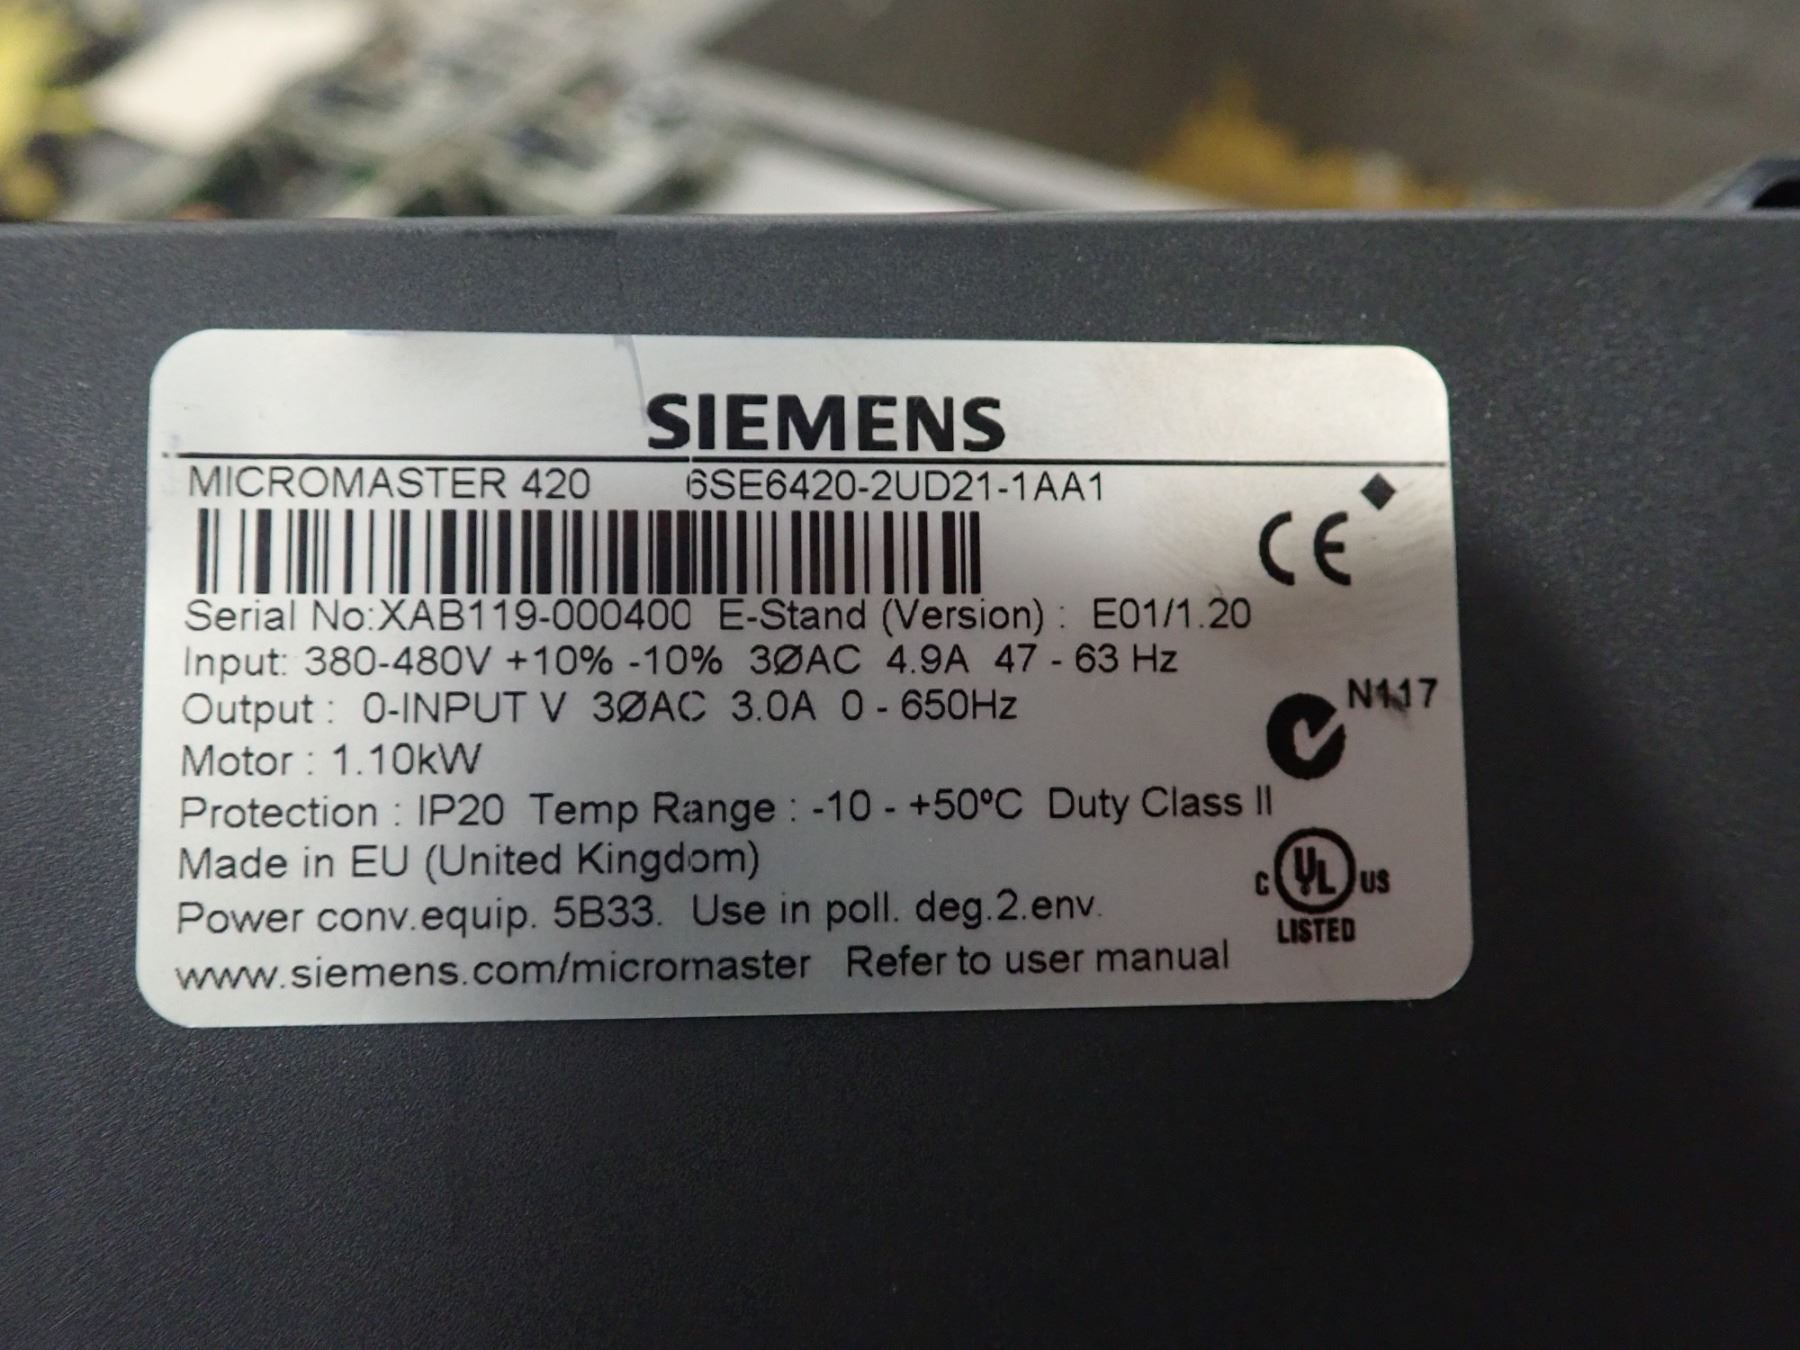 SIEMENS
MICROMASTER 420 6SE6420-2UD21-1AA1
CE
Serial No:XAB119-000400 E-Stand (Version) : E01/1.20
Input: 380-480V +10% -10% 3ØAC 4.9A 47 - 63 Hz
N117
Output : 0-INPUT V 3ØAC 3.0A 0 - 650Hz
Motor : 1.10kW
Protection : IP20 Temp Range : -10 - +50ºC Duty Class II
Made in EU (United Kingdom)
C UL US
LISTED
Power conv.equip. 5B33. Use in poll. deg.2.env.
www.siemens.com/micromaster Refer to user manual